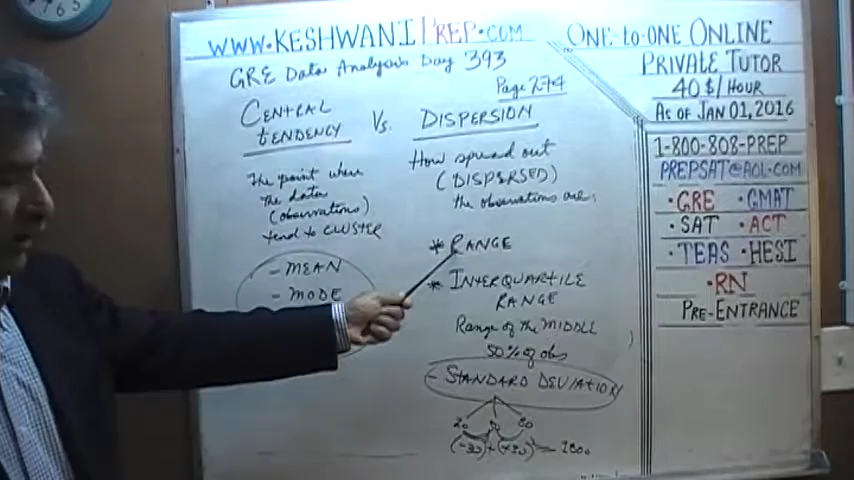 WWW.KESHWANIPREP.COM
GRE Data Analysis Day 393
Page 274
CENTRAL
TENDENCY
Vs.
DISPERSION
The point where
the data
(observations)
tend to CLUSTER
- MEAN
- MODE
How spread out
(DISPERSED)
the observations are:
* RANGE
* INTERQUARTILE
RANGE
Range of the MIDDLE
50% of obs
- STANDARD DEVIATION
20
80
ONE-to-ONE ONLINE
PRIVATE TUTOR
40$/HOUR
AS OF JAN 01, 2016
1-800-808-PREP
PREPSAT@AOL.COM
• GRE • GMAT
• SAT • ACT
• TEAS • HESI
• RN
PRE-ENTRANCE